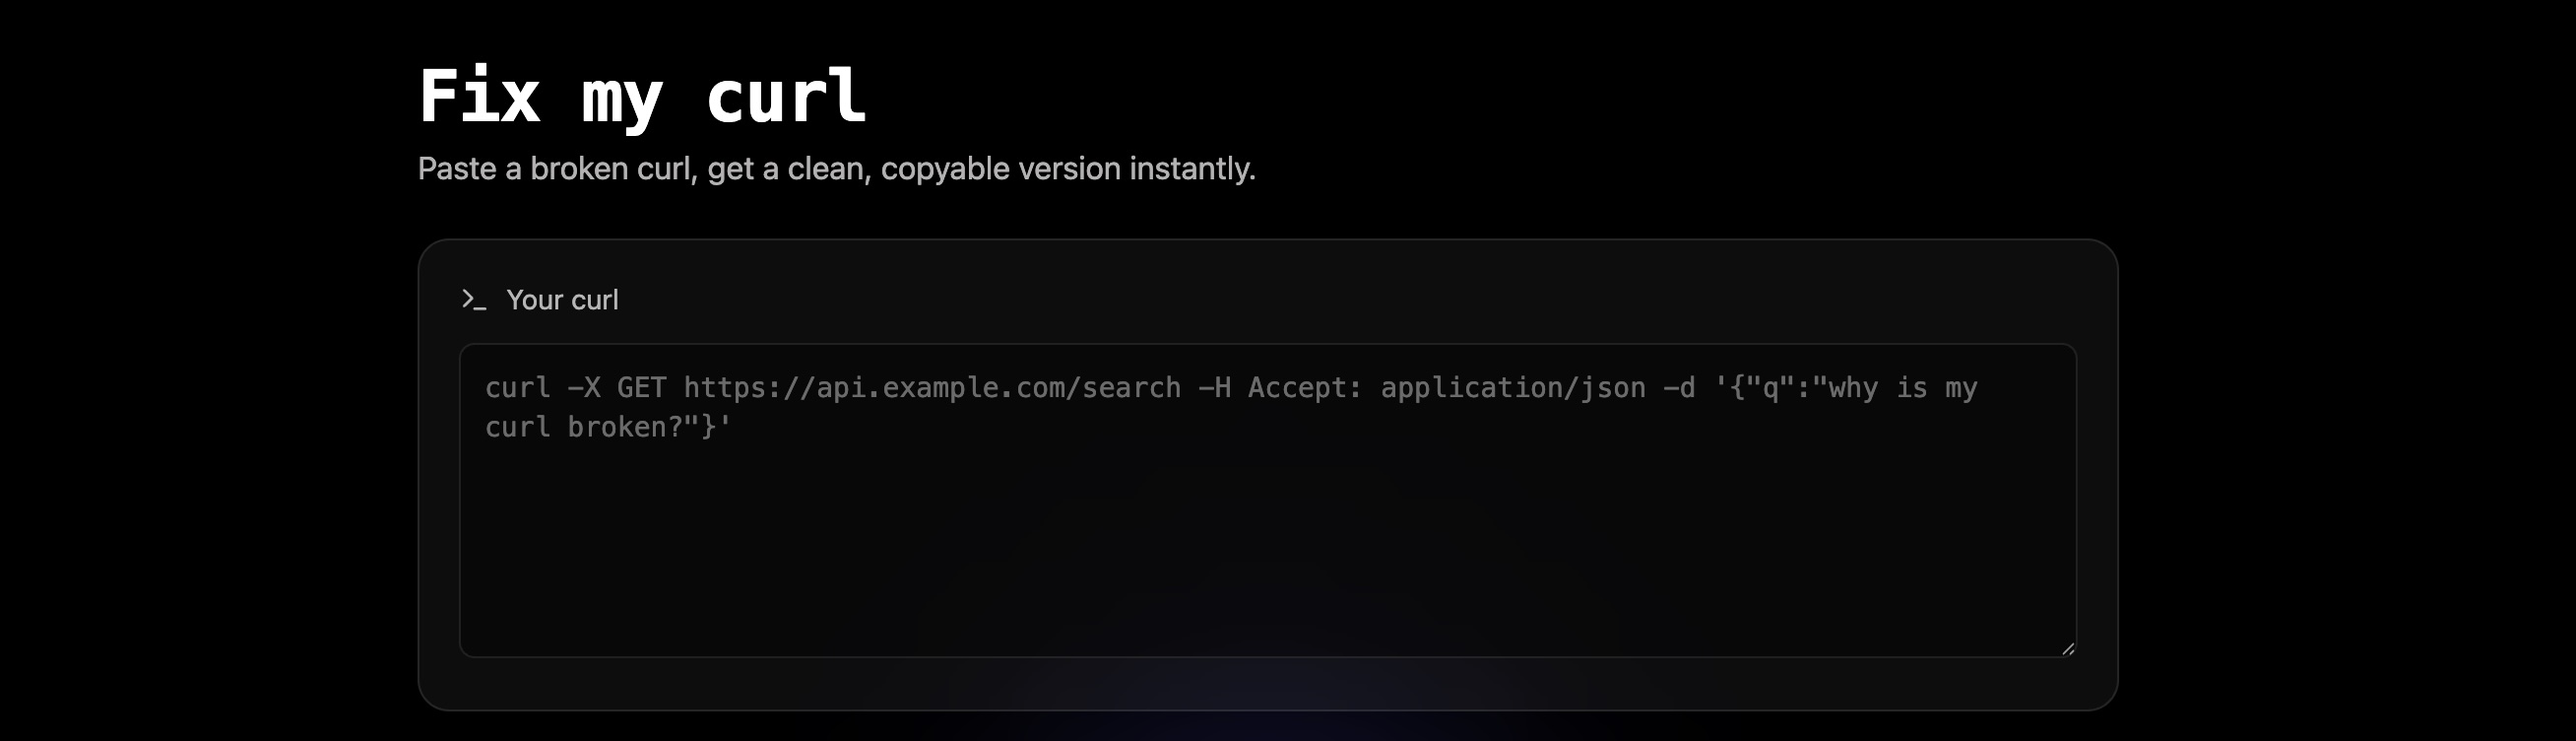 Fix my curl
Paste a broken curl, get a clean, copyable version instantly.
>_ Your curl
curl -X GET https://api.example.com/search -H Accept: application/json -d '{"q":"why is my
curl broken?"}'